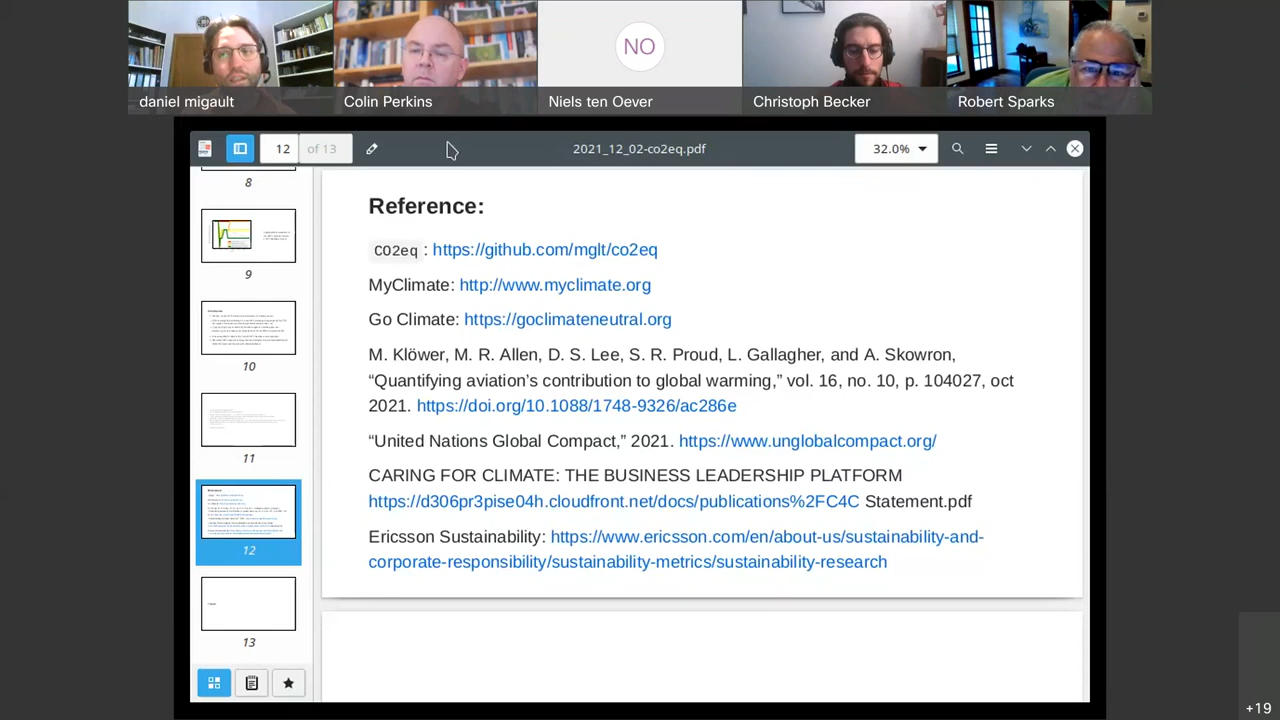 NO
daniel migault
Colin Perkins
Niels ten Oever
Christoph Becker
Robert Sparks
12 of 13
2021_12_02-co2eq.pdf
32.0%
8
9
10
11
12
13
Reference:
CO2eq : https://github.com/mglt/co2eq
MyClimate: http://www.myclimate.org
Go Climate: https://goclimateneutral.org
M. Klöwer, M. R. Allen, D. S. Lee, S. R. Proud, L. Gallagher, and A. Skowron,
“Quantifying aviation’s contribution to global warming,” vol. 16, no. 10, p. 104027, oct
2021. https://doi.org/10.1088/1748-9326/ac286e
“United Nations Global Compact,” 2021. https://www.unglobalcompact.org/
CARING FOR CLIMATE: THE BUSINESS LEADERSHIP PLATFORM
https://d306pr3pise04h.cloudfront.net/docs/publications%2FC4C Statement.pdf
Ericsson Sustainability: https://www.ericsson.com/en/about-us/sustainability-and-
corporate-responsibility/sustainability-metrics/sustainability-research
+19